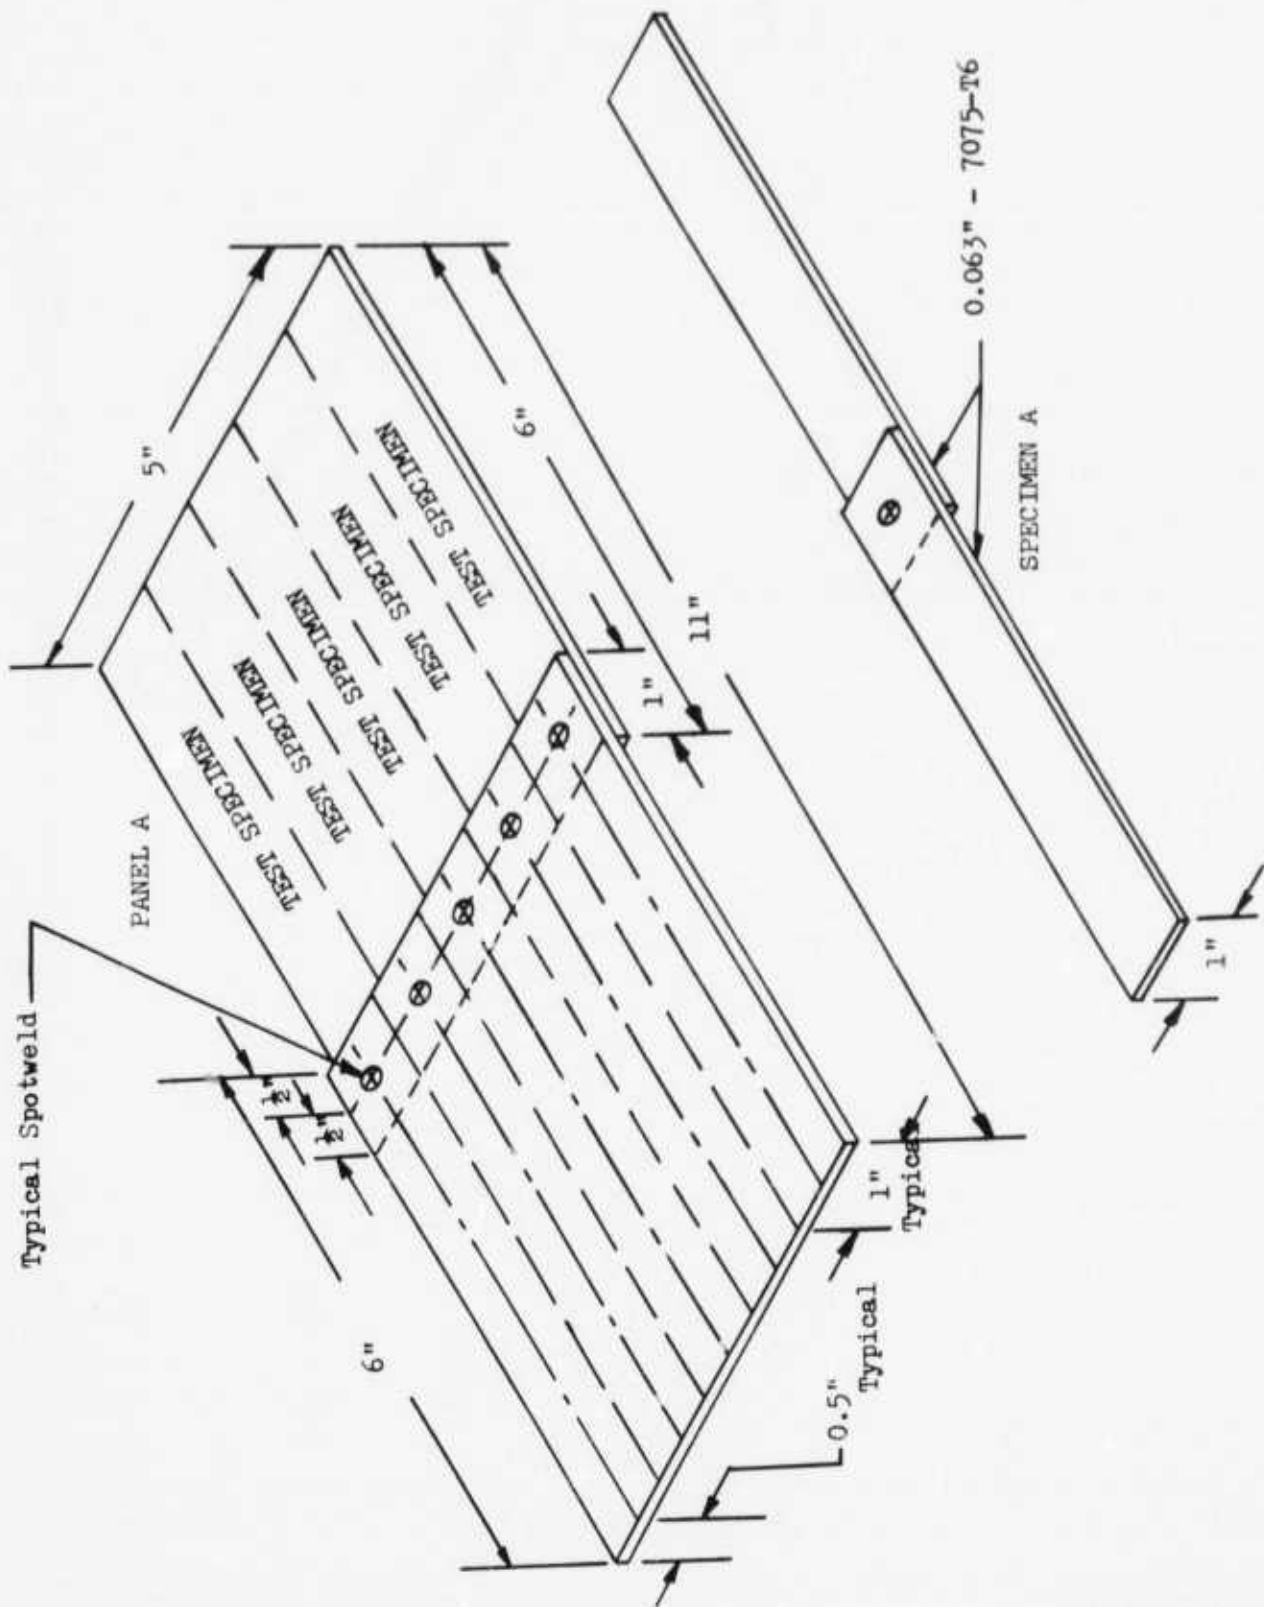 Typical Spotweld
PANEL A
5"
TEST SPECIMEN
TEST SPECIMEN
TEST SPECIMEN
TEST SPECIMEN
TEST SPECIMEN
1/2"
1/2"
6"
6"
1"
11"
0.5"
Typical
1"
Typical
0.063" - 7075-T6
SPECIMEN A
1"